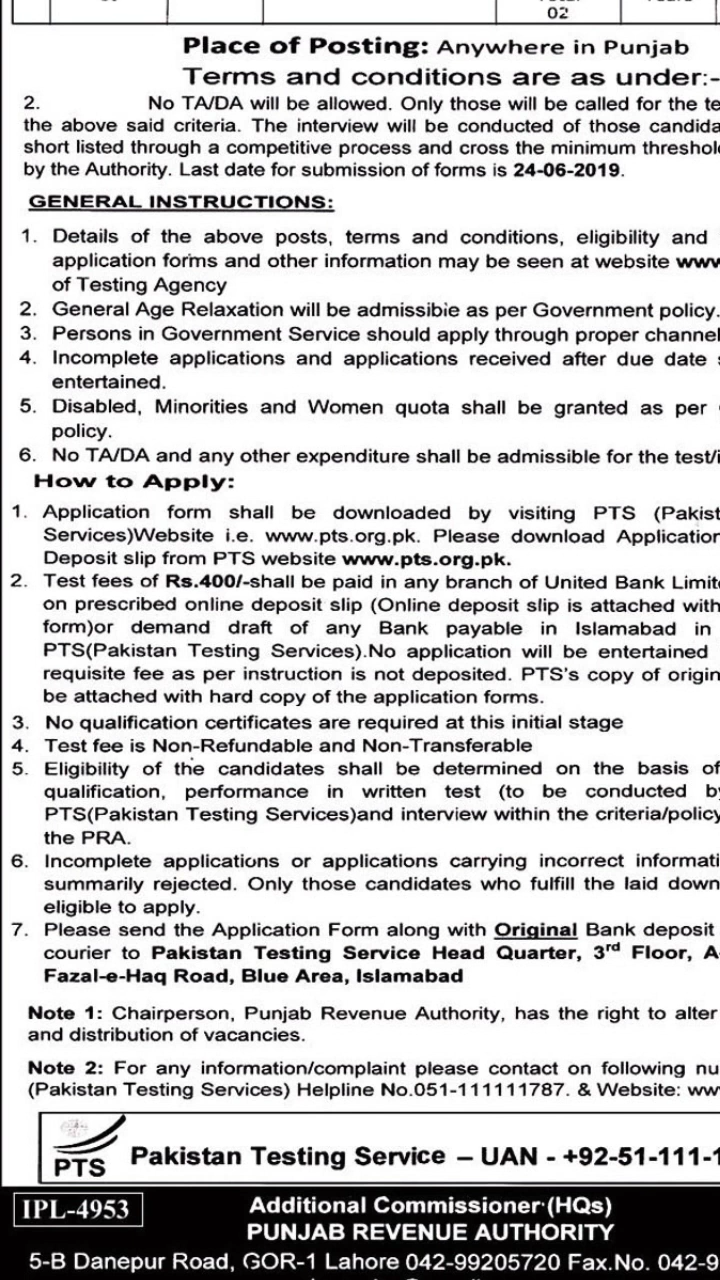 02
Place of Posting: Anywhere in Punjab
Terms and conditions are as under:-
2. No TA/DA will be allowed. Only those will be called for the te
the above said criteria. The interview will be conducted of those candida
short listed through a competitive process and cross the minimum threshol
by the Authority. Last date for submission of forms is 24-06-2019.
GENERAL INSTRUCTIONS:
1. Details of the above posts, terms and conditions, eligibility and
application forms and other information may be seen at website www
of Testing Agency
2. General Age Relaxation will be admissible as per Government policy.
3. Persons in Government Service should apply through proper channel
4. Incomplete applications and applications received after due date
entertained.
5. Disabled, Minorities and Women quota shall be granted as per
policy.
6. No TA/DA and any other expenditure shall be admissible for the test/i
How to Apply:
1. Application form shall be downloaded by visiting PTS (Pakist
Services)Website i.e. www.pts.org.pk. Please download Application
Deposit slip from PTS website www.pts.org.pk.
2. Test fees of Rs.400/-shall be paid in any branch of United Bank Limit
on prescribed online deposit slip (Online deposit slip is attached with
form)or demand draft of any Bank payable in Islamabad in
PTS(Pakistan Testing Services).No application will be entertained
requisite fee as per instruction is not deposited. PTS's copy of origin
be attached with hard copy of the application forms.
3. No qualification certificates are required at this initial stage
4. Test fee is Non-Refundable and Non-Transferable
5. Eligibility of the candidates shall be determined on the basis of
qualification, performance in written test (to be conducted by
PTS(Pakistan Testing Services)and interview within the criteria/policy
the PRA.
6. Incomplete applications or applications carrying incorrect informati
summarily rejected. Only those candidates who fulfill the laid down
eligible to apply.
7. Please send the Application Form along with Original Bank deposit
courier to Pakistan Testing Service Head Quarter, 3rd Floor, A-
Fazal-e-Haq Road, Blue Area, Islamabad
Note 1: Chairperson, Punjab Revenue Authority, has the right to alter
and distribution of vacancies.
Note 2: For any information/complaint please contact on following nu
(Pakistan Testing Services) Helpline No.051-111111787. & Website: www
PTS Pakistan Testing Service – UAN - +92-51-111-1
IPL-4953
Additional Commissioner (HQs)
PUNJAB REVENUE AUTHORITY
5-B Danepur Road, GOR-1 Lahore 042-99205720 Fax.No. 042-9